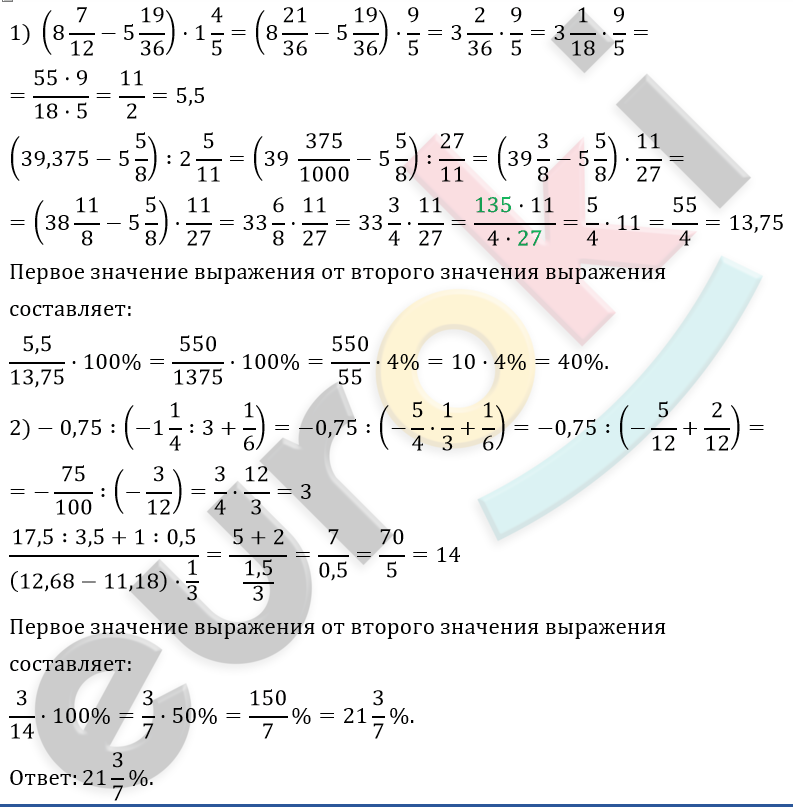 1) (8 7/12 − 5 19/36) · 1 4/5 = (8 21/36 − 5 19/36) · 9/5 = 3 2/36 · 9/5 = 3 1/18 · 9/5 =
= 55 · 9/18 · 5 = 11/2 = 5,5
(39,375 − 5 5/8) : 2 5/11 = (39 375/1000 − 5 5/8) : 27/11 = (39 3/8 − 5 5/8) · 11/27 =
= (38 11/8 − 5 5/8) · 11/27 = 33 6/8 · 11/27 = 33 3/4 · 11/27 = 135 · 11/4 · 27 = 5/4 · 11 = 55/4 = 13,75
Первое значение выражения от второго значения выражения
составляет:
5,5/13,75 · 100% = 550/1375 · 100% = 550/55 · 4% = 10 · 4% = 40%.
2) − 0,75 : (−1 1/4 : 3 + 1/6) = −0,75 : (− 5/4 · 1/3 + 1/6) = −0,75 : (− 5/12 + 2/12) =
= − 75/100 : (− 3/12) = 3/4 · 12/3 = 3
17,5 : 3,5 + 1 : 0,5/(12,68 − 11,18) · 1/3 = 5 + 2/1,5/3 = 7/0,5 = 70/5 = 14
Первое значение выражения от второго значения выражения
составляет:
3/14 · 100% = 3/7 · 50% = 150/7 % = 21 3/7 %.
Ответ: 21 3/7 %.
euroki